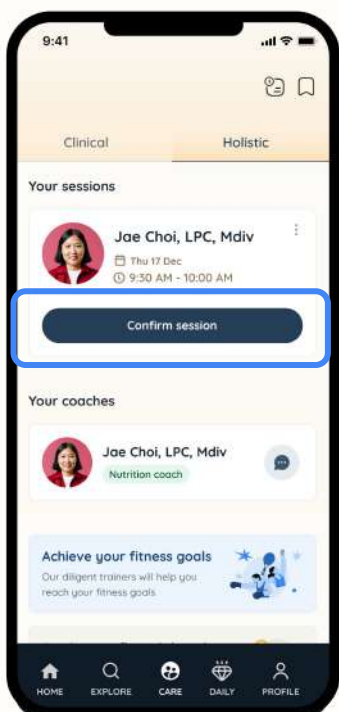 9:41
Clinical
Holistic
Your sessions
Jae Choi, LPC, Mdiv
Thu 17 Dec
9:30 AM - 10:00 AM
Confirm session
Your coaches
Jae Choi, LPC, Mdiv
Nutrition coach
Achieve your fitness goals
Our diligent trainers will help you
reach your fitness goals
HOME
EXPLORE
CARE
DAILY
PROFILE